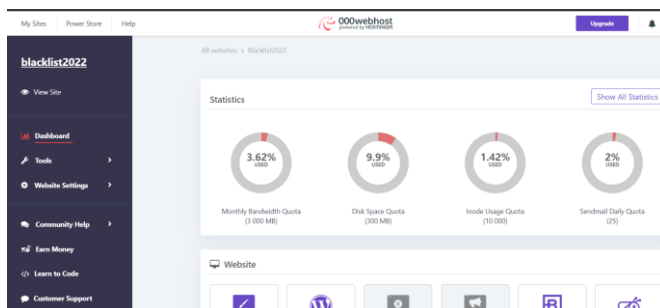 My Sites Power Store Help
000webhost
powered by HOSTINGER
Upgrade
All websites > Blacklist2022
blacklist2022
View Site
Dashboard
Tools
Website Settings
Community Help
Earn Money
Learn to Code
Customer Support
Statistics
Show All Statistics
3.62%
USED
Monthly Bandwidth Quota
(3 000 MB)
9.9%
USED
Disk Space Quota
(300 MB)
1.42%
USED
Inode Usage Quota
(10 000)
2%
USED
Sendmail Daily Quota
(25)
Website